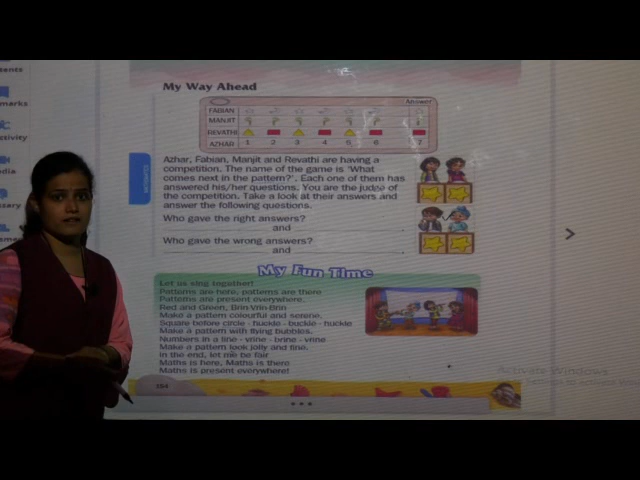 tents
My Way Ahead
Answer
FABIAN
marks
MANJIT
REVATHI
AZHAR 1 2 3 4 5 6 7
ctivity
Azhar, Fabian, Manjit and Revathi are having a
competition. The name of the game is 'What
comes next in the pattern?'. Each one of them has
answered his/her questions. You are the judge of
the competition. Take a look at their answers and
answer the following questions.
dia
ssary
Who gave the right answers?
and
Who gave the wrong answers?
and
My Fun Time
Let us sing together!
Patterns are here, patterns are there
Patterns are present everywhere.
Red and Green, Brin-Vrin-Brin
Make a pattern colourful and serene.
Square before circle - huckle - buckle - huckle
Make a pattern with flying bubbles.
Numbers in a line - vrine - brine - vrine
Make a pattern look jolly and fine.
In the end, let me be fair
Maths is here, Maths is there
Maths is present everywhere!
184
Activate Windows